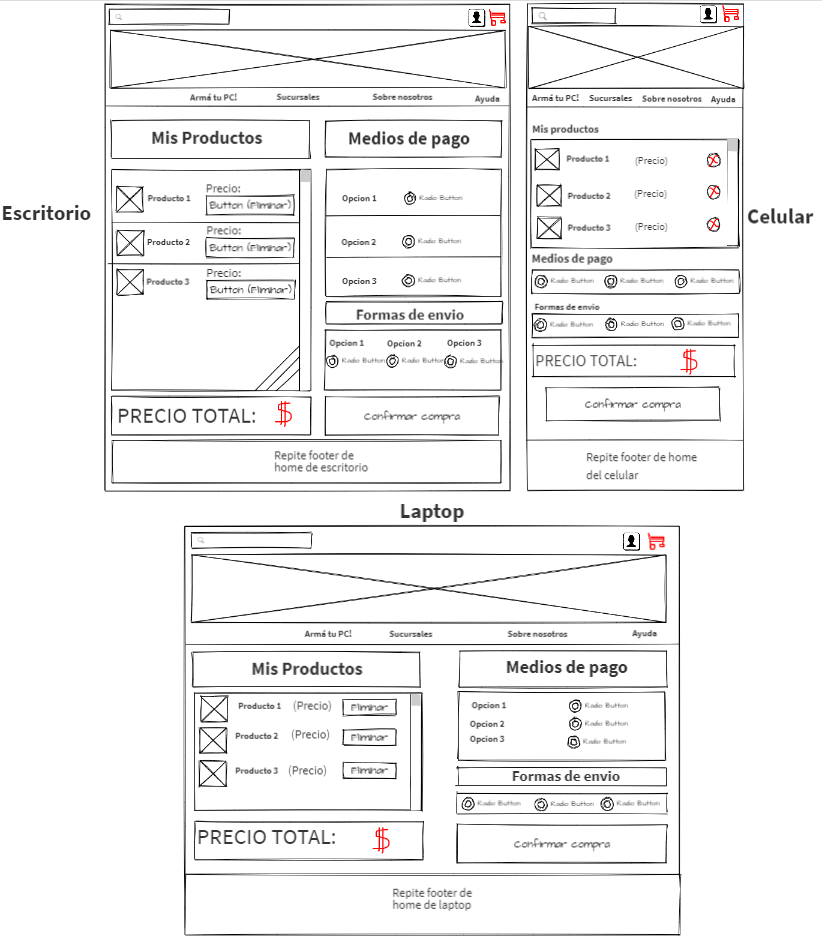 Escritorio
Armá tu PC!
Sucursales
Sobre nosotros
Ayuda
Mis Productos
Medios de pago
Producto 1
Precio:
Button (Eliminar)
Producto 2
Precio:
Button (Eliminar)
Producto 3
Precio:
Button (Eliminar)
Opcion 1
Radio Button
Opcion 2
Radio Button
Opcion 3
Radio Button
Formas de envio
Opcion 1
Opcion 2
Opcion 3
Radio Button
Radio Button
Radio Button
PRECIO TOTAL: $
Confirmar compra
Repite footer de
home de escritorio
Celular
Armá tu PC!
Sucursales
Sobre nosotros
Ayuda
Mis productos
Producto 1
(Precio)
Producto 2
(Precio)
Producto 3
(Precio)
Medios de pago
Radio Button
Radio Button
Radio Button
Formas de envio
Radio Button
Radio Button
Radio Button
PRECIO TOTAL: $
Confirmar compra
Repite footer de home
del celular
Laptop
Armá tu PC!
Sucursales
Sobre nosotros
Ayuda
Mis Productos
Medios de pago
Producto 1
(Precio)
Eliminar
Producto 2
(Precio)
Eliminar
Producto 3
(Precio)
Eliminar
Opcion 1
Radio Button
Opcion 2
Radio Button
Opcion 3
Radio Button
Formas de envio
Radio Button
Radio Button
Radio Button
PRECIO TOTAL: $
Confirmar compra
Repite footer de
home de laptop